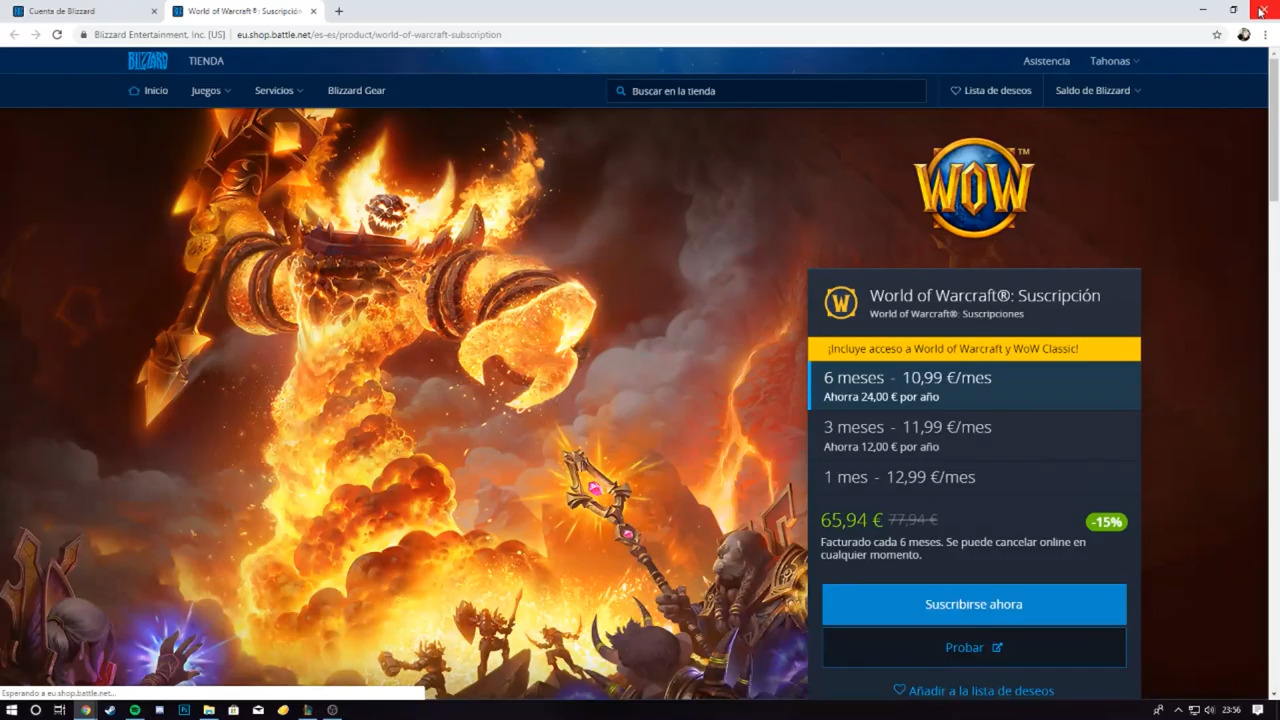 Cuenta de Blizzard
World of Warcraft®: Suscripción
Blizzard Entertainment, Inc. [US]
eu.shop.battle.net/es-es/product/world-of-warcraft-subscription
BLIZZARD
TIENDA
Asistencia
Tahonas
Inicio
Juegos
Servicios
Blizzard Gear
Buscar en la tienda
Lista de deseos
Saldo de Blizzard
WOW™
W
World of Warcraft®: Suscripción
World of Warcraft®: Suscripciones
¡Incluye acceso a World of Warcraft y WoW Classic!
6 meses - 10,99 €/mes
Ahorra 24,00 € por año
3 meses - 11,99 €/mes
Ahorra 12,00 € por año
1 mes - 12,99 €/mes
65,94 € 77,94 €
-15%
Facturado cada 6 meses. Se puede cancelar online en
cualquier momento.
Suscribirse ahora
Probar
Añadir a la lista de deseos
Esperando a eu.shop.battle.net...
23:56